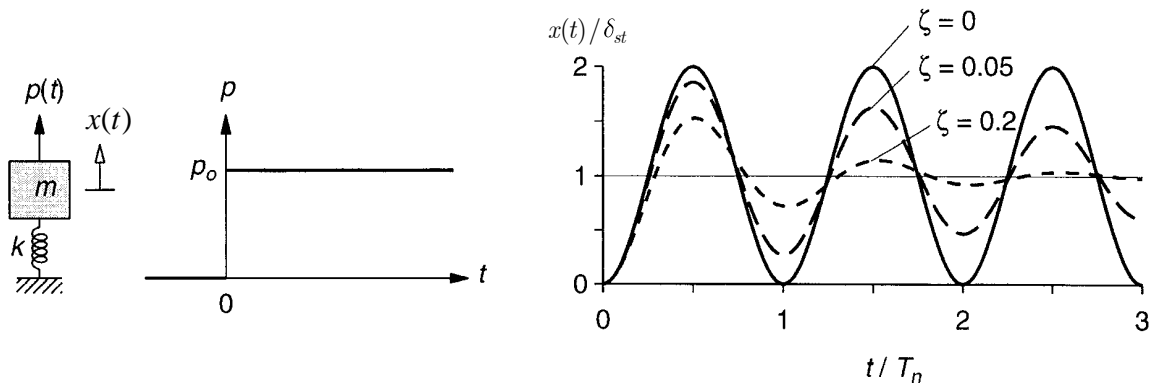 p(t)
x(t)
m
k
p
p_o
0
t
x(t) / δ_st
ζ = 0
ζ = 0.05
ζ = 0.2
2
1
0
0 1 2 3
t / T_n